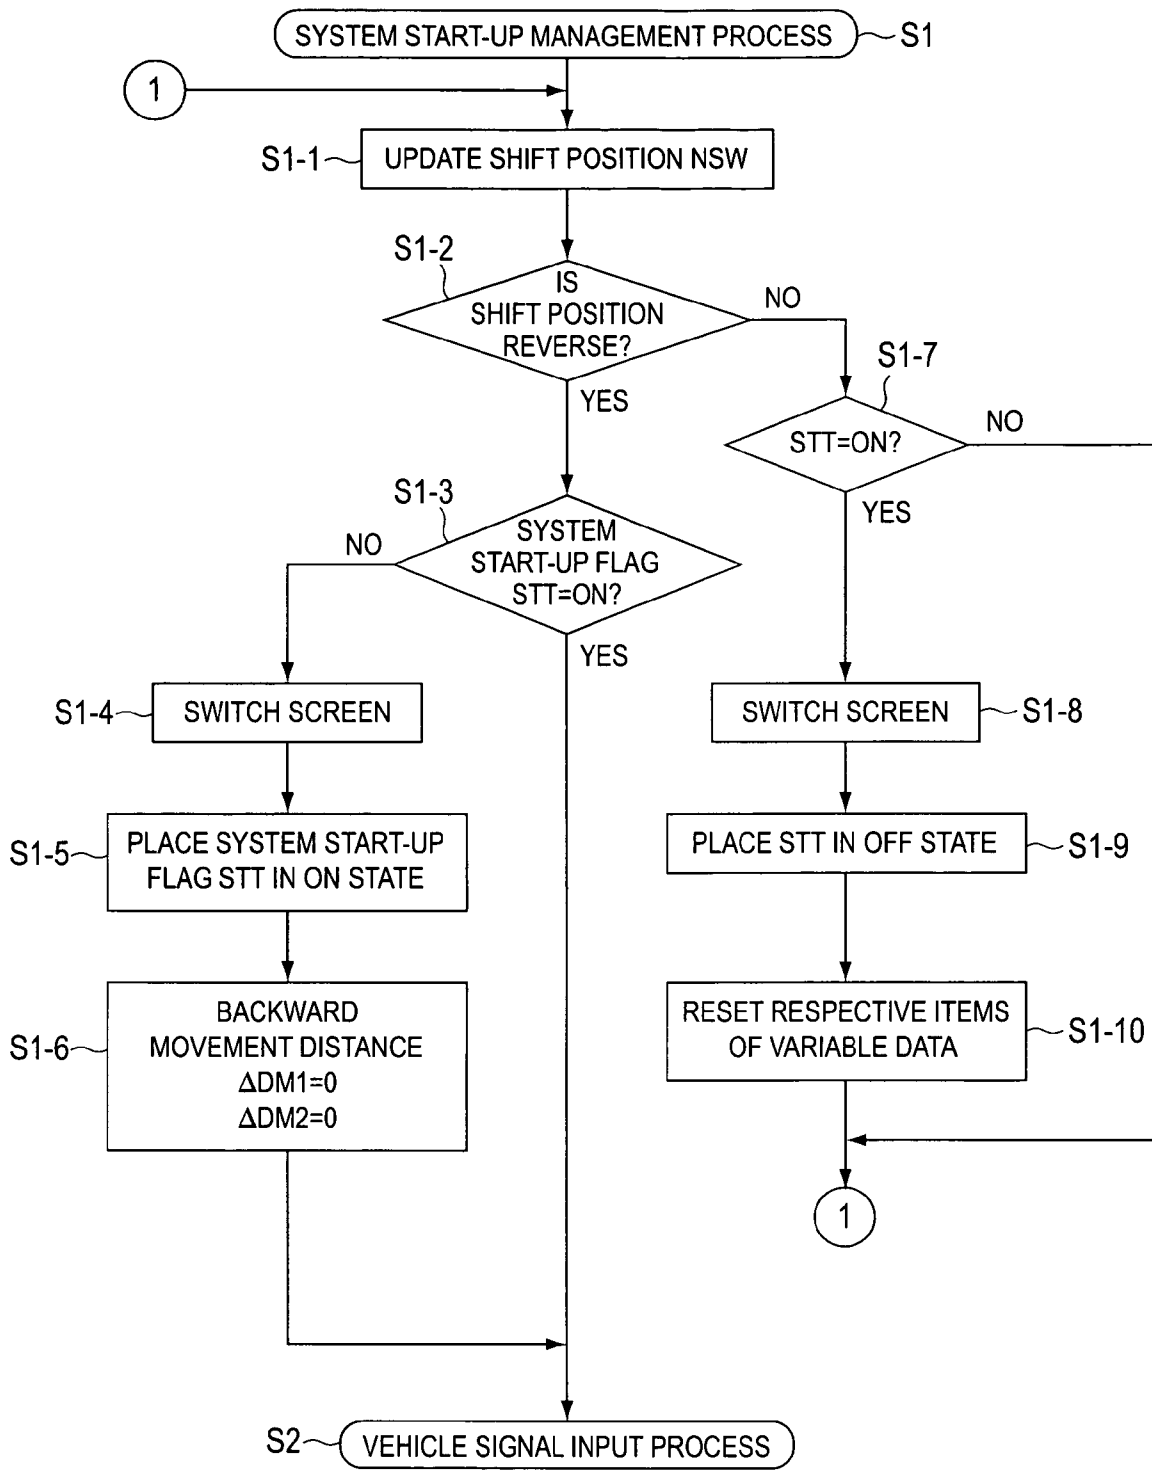 SYSTEM START-UP MANAGEMENT PROCESS
S1
1
S1-1
UPDATE SHIFT POSITION NSW
S1-2
IS
SHIFT POSITION
REVERSE?
NO
YES
S1-7
STT=ON?
NO
YES
S1-3
SYSTEM
START-UP FLAG
STT=ON?
NO
YES
S1-4
SWITCH SCREEN
SWITCH SCREEN
S1-8
S1-5
PLACE SYSTEM START-UP
FLAG STT IN ON STATE
PLACE STT IN OFF STATE
S1-9
S1-6
BACKWARD
MOVEMENT DISTANCE
ΔDM1=0
ΔDM2=0
RESET RESPECTIVE ITEMS
OF VARIABLE DATA
S1-10
1
S2
VEHICLE SIGNAL INPUT PROCESS